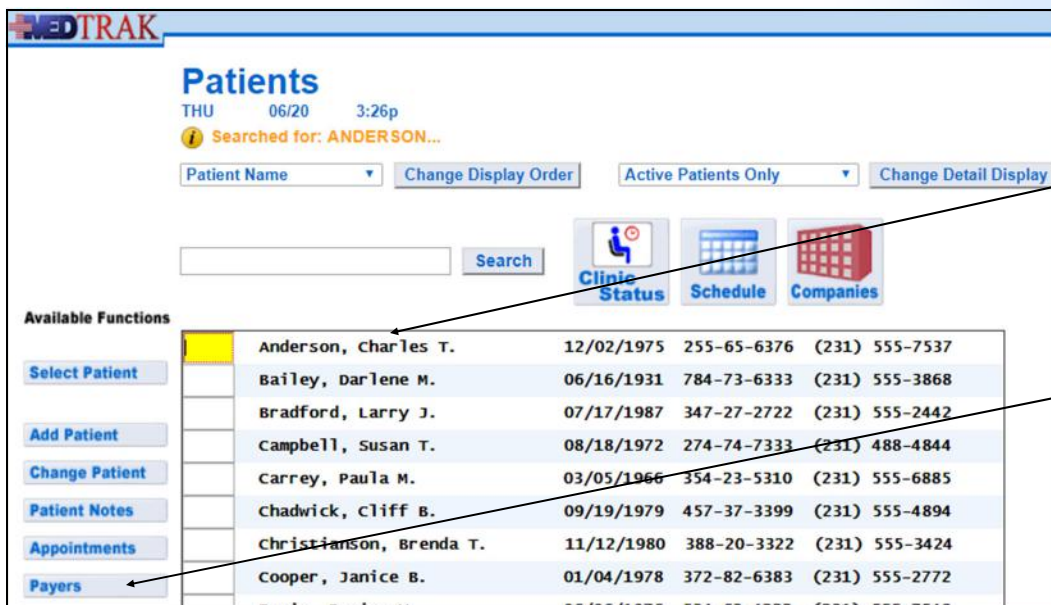 MEDTRAK
Patients
THU 06/20 3:26p
i Searched for: ANDERSON...
Patient Name Change Display Order Active Patients Only Change Detail Display
Search
Clinic Status Schedule Companies
Available Functions
Select Patient
Add Patient
Change Patient
Patient Notes
Appointments
Payers
Anderson, Charles T. 12/02/1975 255-65-6376 (231) 555-7537
Bailey, Darlene M. 06/16/1931 784-73-6333 (231) 555-3868
Bradford, Larry J. 07/17/1987 347-27-2722 (231) 555-2442
Campbell, Susan T. 08/18/1972 274-74-7333 (231) 488-4844
Carrey, Paula M. 03/05/1966 354-23-5310 (231) 555-6885
Chadwick, Cliff B. 09/19/1979 457-37-3399 (231) 555-4894
Christianson, Brenda T. 11/12/1980 388-20-3322 (231) 555-3424
Cooper, Janice B. 01/04/1978 372-82-6383 (231) 555-2772